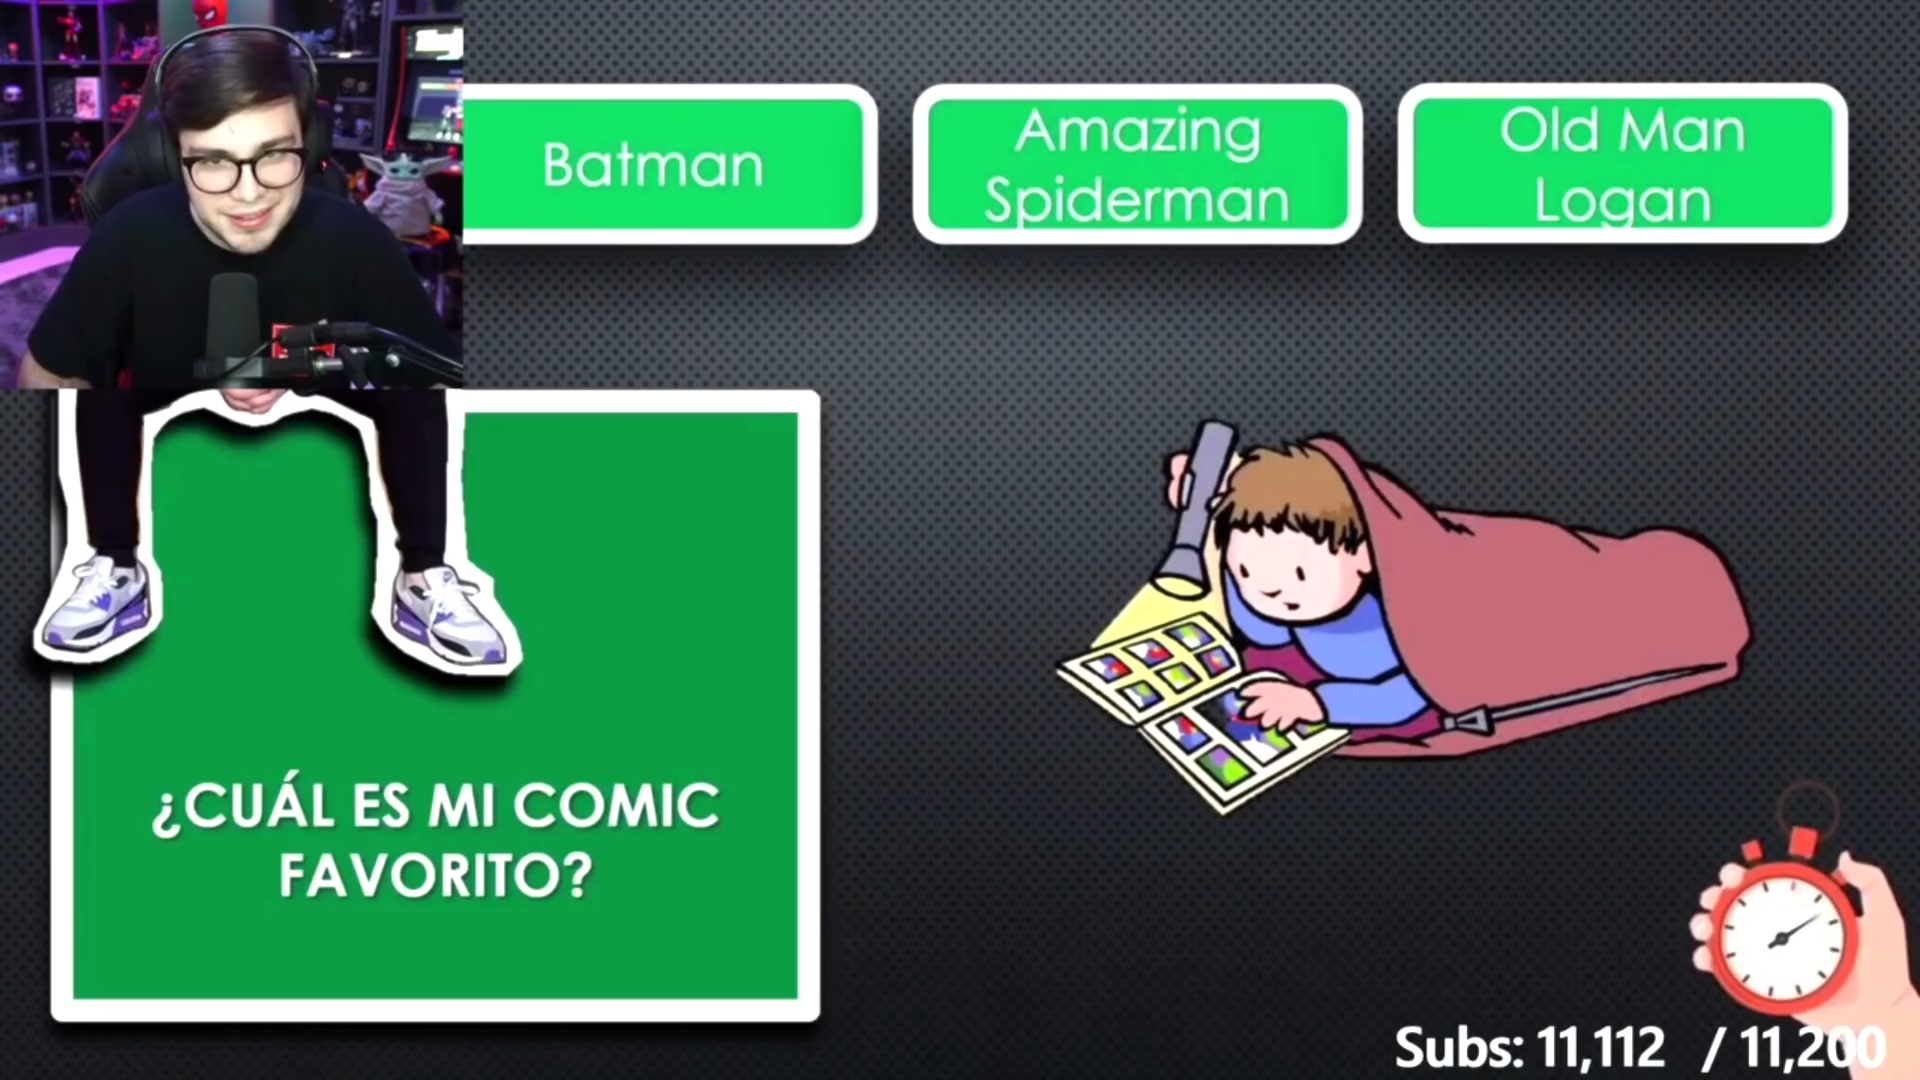 Batman
Amazing
Spiderman
Old Man
Logan
¿CUÁL ES MI COMIC
FAVORITO?
Subs: 11,112 / 11,200